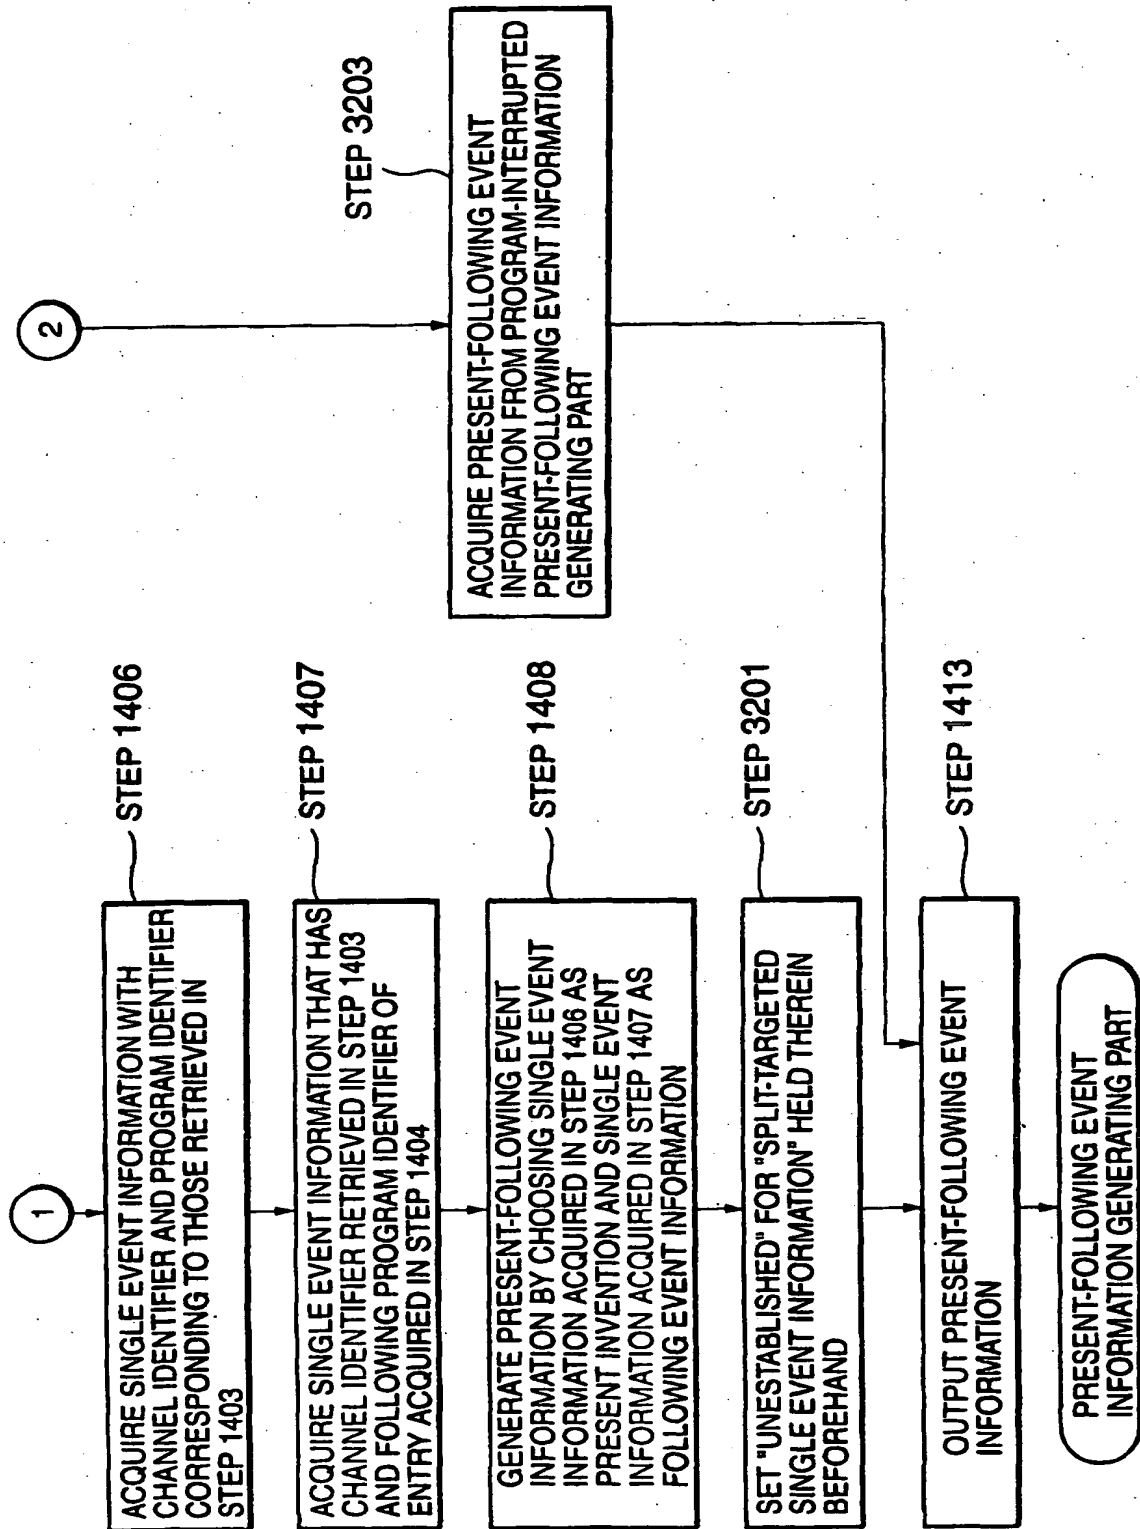 1
ACQUIRE SINGLE EVENT INFORMATION WITH
CHANNEL IDENTIFIER AND PROGRAM IDENTIFIER
CORRESPONDING TO THOSE RETRIEVED IN
STEP 1403
STEP 1406
ACQUIRE SINGLE EVENT INFORMATION THAT HAS
CHANNEL IDENTIFIER RETRIEVED IN STEP 1403
AND FOLLOWING PROGRAM IDENTIFIER OF
ENTRY ACQUIRED IN STEP 1404
STEP 1407
GENERATE PRESENT-FOLLOWING EVENT
INFORMATION BY CHOOSING SINGLE EVENT
INFORMATION ACQUIRED IN STEP 1406 AS
PRESENT INVENTION AND SINGLE EVENT
INFORMATION ACQUIRED IN STEP 1407 AS
FOLLOWING EVENT INFORMATION
STEP 1408
SET "UNESTABLISHED" FOR "SPLIT-TARGETED
SINGLE EVENT INFORMATION" HELD THEREIN
BEFOREHAND
STEP 3201
OUTPUT PRESENT-FOLLOWING EVENT
INFORMATION
STEP 1413
PRESENT-FOLLOWING EVENT
INFORMATION GENERATING PART
2
ACQUIRE PRESENT-FOLLOWING EVENT
INFORMATION FROM PROGRAM-INTERRUPTED
PRESENT-FOLLOWING EVENT INFORMATION
GENERATING PART
STEP 3203